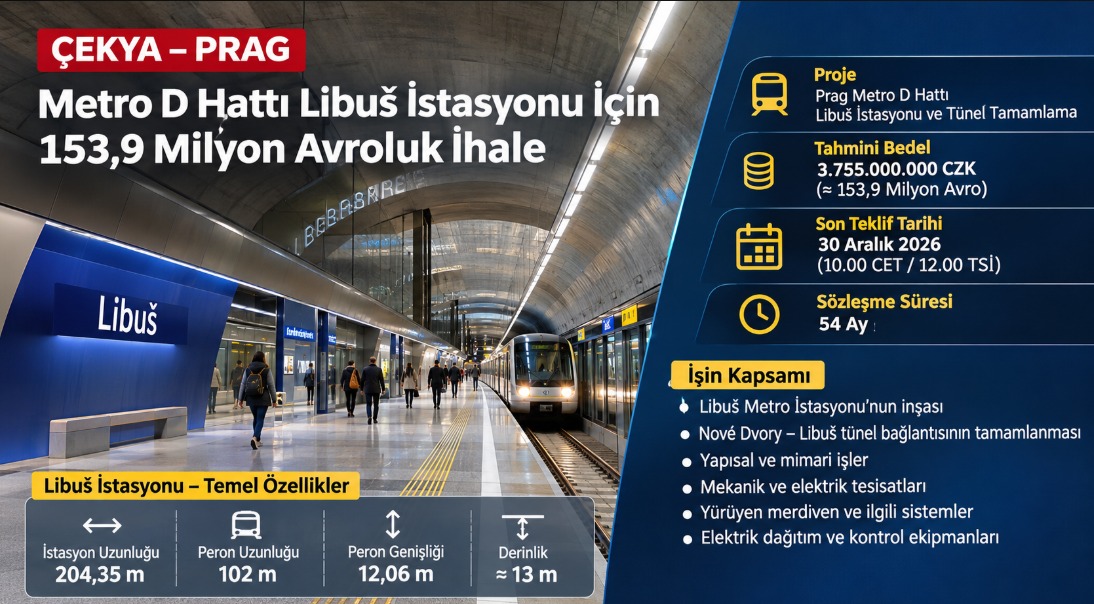 ÇEKYA – PRAG
Metro D Hattı Libuš İstasyonu İçin
153,9 Milyon Avroluk İhale
Libuš
Libuš İstasyonu – Temel Özellikler
İstasyon Uzunluğu
204,35 m
Peron Uzunluğu
102 m
Peron Genişliği
12,06 m
Derinlik
≈ 13 m
Proje
Prag Metro D Hattı
Libuš İstasyonu ve Tünel Tamamlama
Tahmini Bedel
3.755.000.000 CZK
(≈ 153,9 Milyon Avro)
Son Teklif Tarihi
30 Aralık 2026
(10.00 CET / 12.00 TSİ)
Sözleşme Süresi
54 Ay
İşin Kapsamı
Libuš Metro İstasyonu'nun inşası
Nové Dvory – Libuš tünel bağlantısının tamamlanması
Yapısal ve mimari işler
Mekanik ve elektrik tesisatları
Yürüyen merdiven ve ilgili sistemler
Elektrik dağıtım ve kontrol ekipmanları